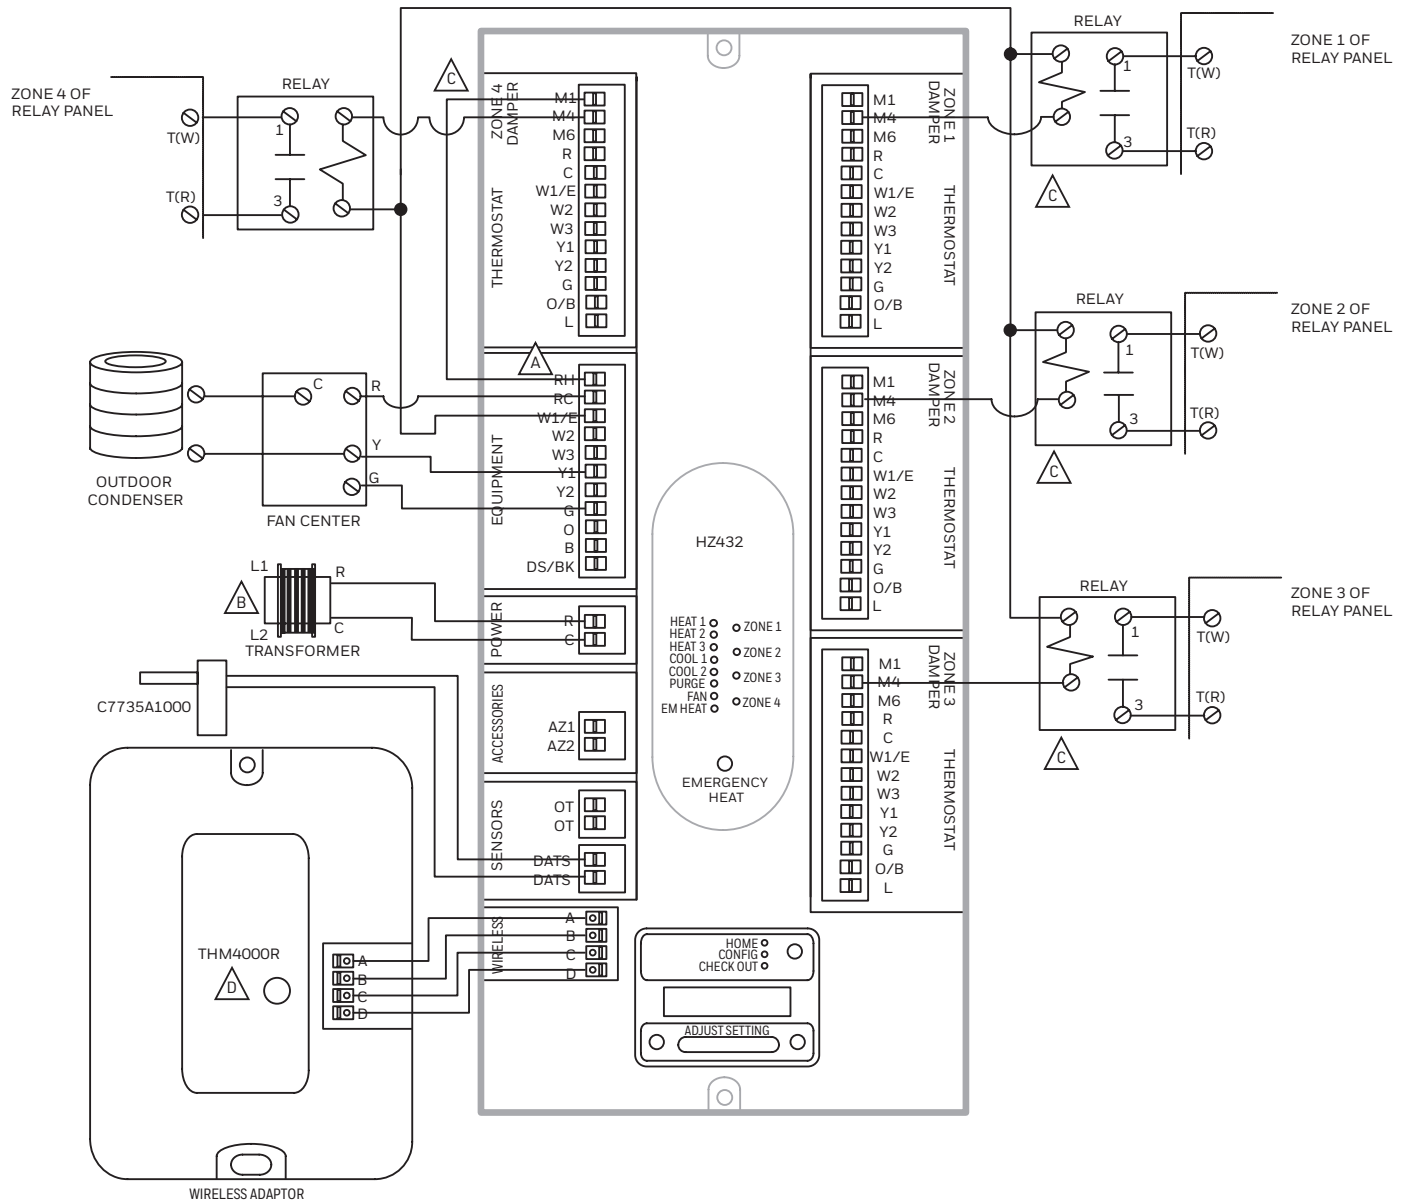 ZONE 4 OF
RELAY PANEL
RELAY
T(W)
T(R)
1
3
C
ZONE 4
DAMPER
THERMOSTAT
M1
M4
M6
R
C
W1/E
W2
W3
Y1
Y2
G
O/B
L
A
EQUIPMENT
RH
RC
W1/E
W2
W3
Y1
Y2
G
O
B
DS/BK
OUTDOOR
CONDENSER
C
R
Y
G
FAN CENTER
L1
L2
B
R
C
TRANSFORMER
POWER
R
C
C7735A1000
ACCESSORIES
AZ1
AZ2
SENSORS
OT
OT
DATS
DATS
WIRELESS
A
B
C
D
THM4000R
D
A
B
C
D
WIRELESS ADAPTOR
HZ432
HEAT 1
HEAT 2
HEAT 3
COOL 1
COOL 2
PURGE
FAN
EM HEAT
ZONE 1
ZONE 2
ZONE 3
ZONE 4
EMERGENCY
HEAT
HOME
CONFIG
CHECK OUT
ADJUST SETTING
M1
M4
M6
R
C
W1/E
W2
W3
Y1
Y2
G
O/B
L
ZONE 1
DAMPER
THERMOSTAT
M1
M4
M6
R
C
W1/E
W2
W3
Y1
Y2
G
O/B
L
ZONE 2
DAMPER
THERMOSTAT
M1
M4
M6
R
C
W1/E
W2
W3
Y1
Y2
G
O/B
L
ZONE 3
DAMPER
THERMOSTAT
RELAY
1
3
T(W)
T(R)
C
ZONE 1 OF
RELAY PANEL
RELAY
1
3
T(W)
T(R)
C
ZONE 2 OF
RELAY PANEL
RELAY
1
3
T(W)
T(R)
C
ZONE 3 OF
RELAY PANEL